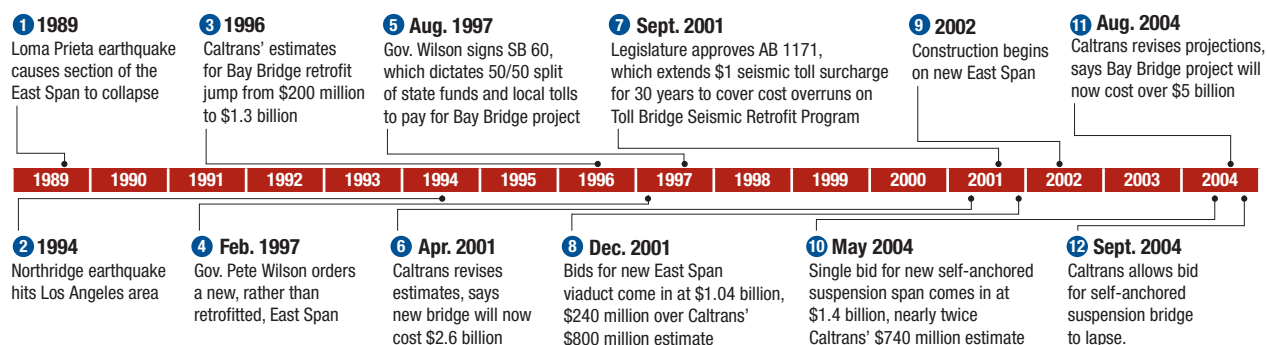 1 1989
Loma Prieta earthquake
causes section of the
East Span to collapse
3 1996
Caltrans’ estimates
for Bay Bridge retrofit
jump from $200 million
to $1.3 billion
5 Aug. 1997
Gov. Wilson signs SB 60,
which dictates 50/50 split
of state funds and local tolls
to pay for Bay Bridge project
7 Sept. 2001
Legislature approves AB 1171,
which extends $1 seismic toll surcharge
for 30 years to cover cost overruns on
Toll Bridge Seismic Retrofit Program
9 2002
Construction begins
on new East Span
11 Aug. 2004
Caltrans revises projections,
says Bay Bridge project will
now cost over $5 billion
1989 1990 1991 1992 1993 1994 1995 1996 1997 1998 1999 2000 2001 2002 2003 2004
2 1994
Northridge earthquake
hits Los Angeles area
4 Feb. 1997
Gov. Pete Wilson orders
a new, rather than
retrofitted, East Span
6 Apr. 2001
Caltrans revises
estimates, says
new bridge will now
cost $2.6 billion
8 Dec. 2001
Bids for new East Span
viaduct come in at $1.04 billion,
$240 million over Caltrans’
$800 million estimate
10 May 2004
Single bid for new self-anchored
suspension span comes in at
$1.4 billion, nearly twice
Caltrans’ $740 million estimate
12 Sept. 2004
Caltrans allows bid
for self-anchored
suspension bridge
to lapse.